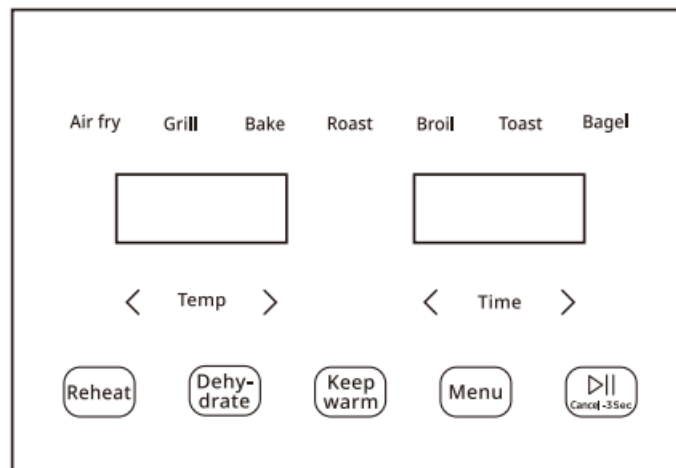 Air fry Grill Bake Roast Broil Toast Bagel
< Temp > < Time >
Reheat
Dehy-
drate
Keep
warm
Menu
Cancel-3Sec